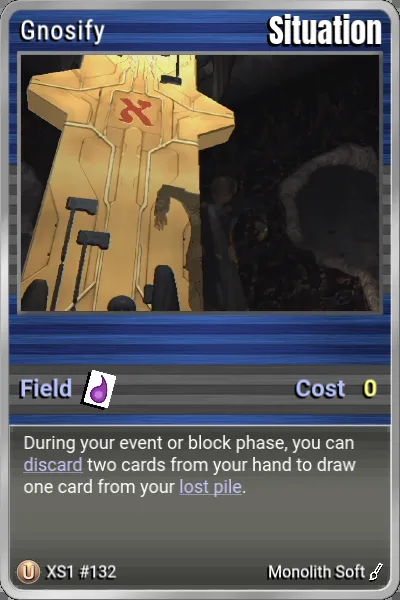 Gnosify
Situation
א
Field
Cost 0
During your event or block phase, you can
discard two cards from your hand to draw
one card from your lost pile.
U XS1 #132
Monolith Soft